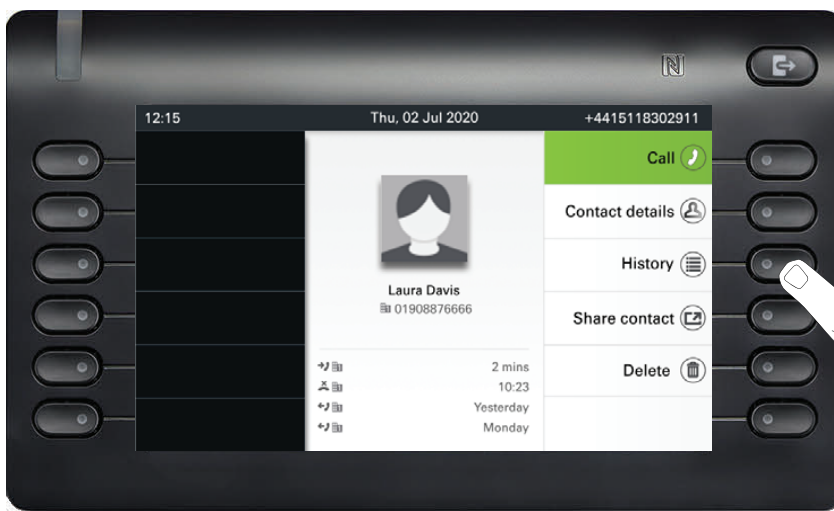 12:15
Thu, 02 Jul 2020
+4415118302911
Call
Contact details
Laura Davis
01908876666
History
Share contact
2 mins
10:23
Yesterday
Monday
Delete